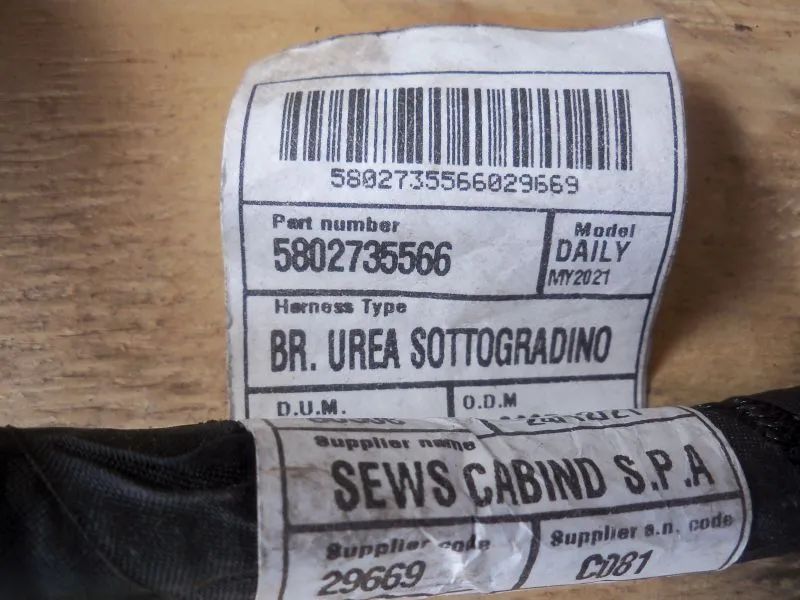 5802735566029669
Part number
5802735566
Model
DAILY
MY2021
Harness Type
BR. UREA SOTTOGRADINO
D.U.M.
O.D.M
Supplier name
SEWS CABIND S.P.A
Supplier code
29669
Supplier s.n. code
CD81